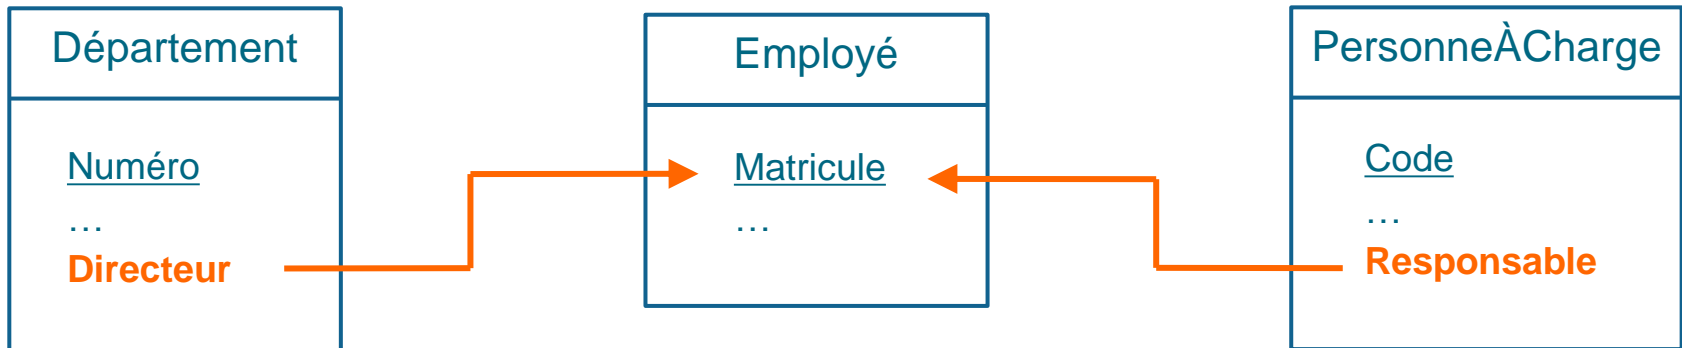 Département
Numéro
…
Directeur
Employé
Matricule
…
PersonneÀCharge
Code
…
Responsable